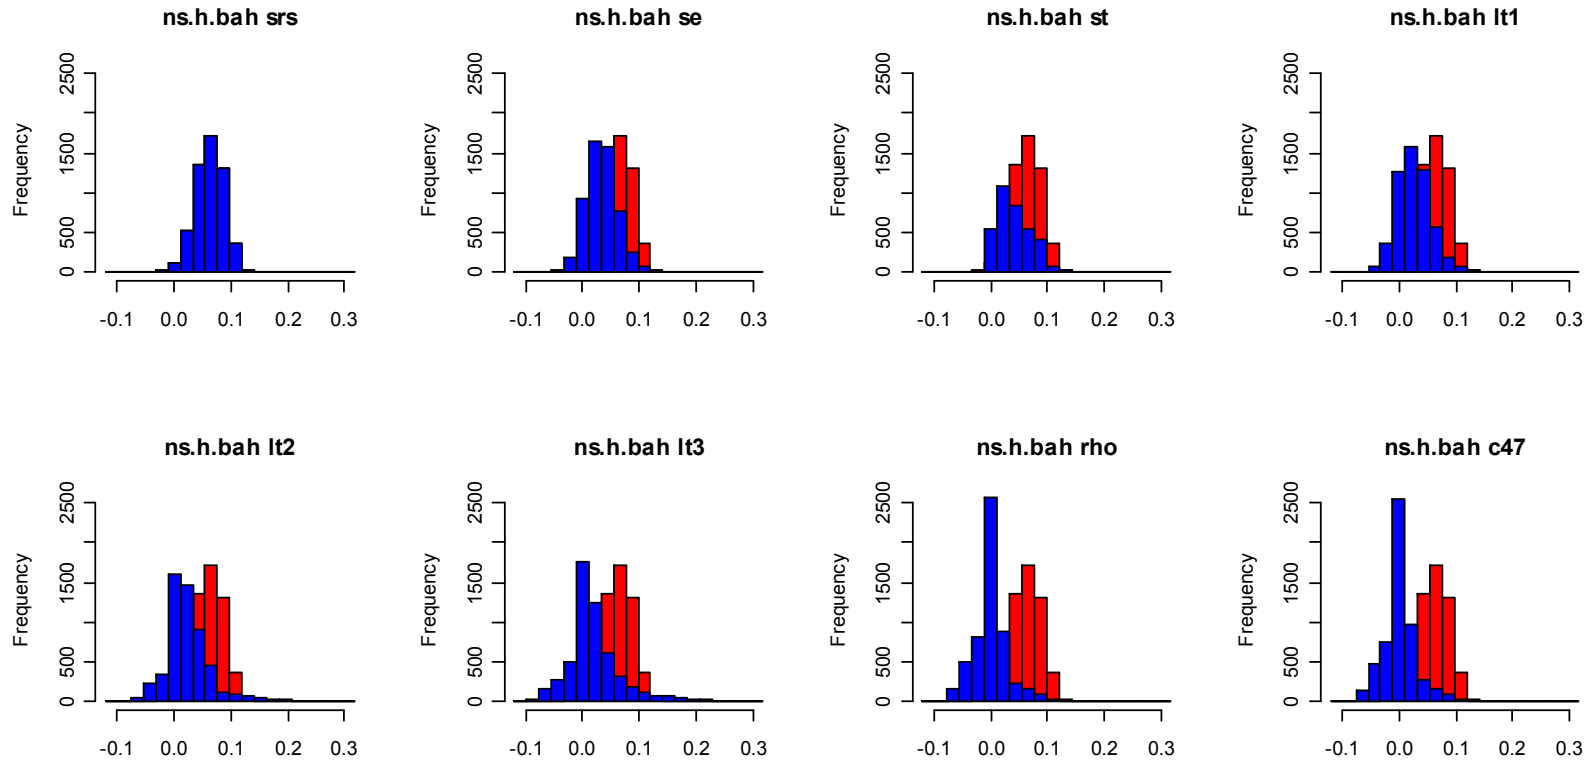 ns.h.bah srs
Frequency
0 500 1500 2500
-0.1 0.0 0.1 0.2 0.3
ns.h.bah se
Frequency
0 500 1500 2500
-0.1 0.0 0.1 0.2 0.3
ns.h.bah st
Frequency
0 500 1500 2500
-0.1 0.0 0.1 0.2 0.3
ns.h.bah lt1
Frequency
0 500 1500 2500
-0.1 0.0 0.1 0.2 0.3
ns.h.bah lt2
Frequency
0 500 1500 2500
-0.1 0.0 0.1 0.2 0.3
ns.h.bah lt3
Frequency
0 500 1500 2500
-0.1 0.0 0.1 0.2 0.3
ns.h.bah rho
Frequency
0 500 1500 2500
-0.1 0.0 0.1 0.2 0.3
ns.h.bah c47
Frequency
0 500 1500 2500
-0.1 0.0 0.1 0.2 0.3